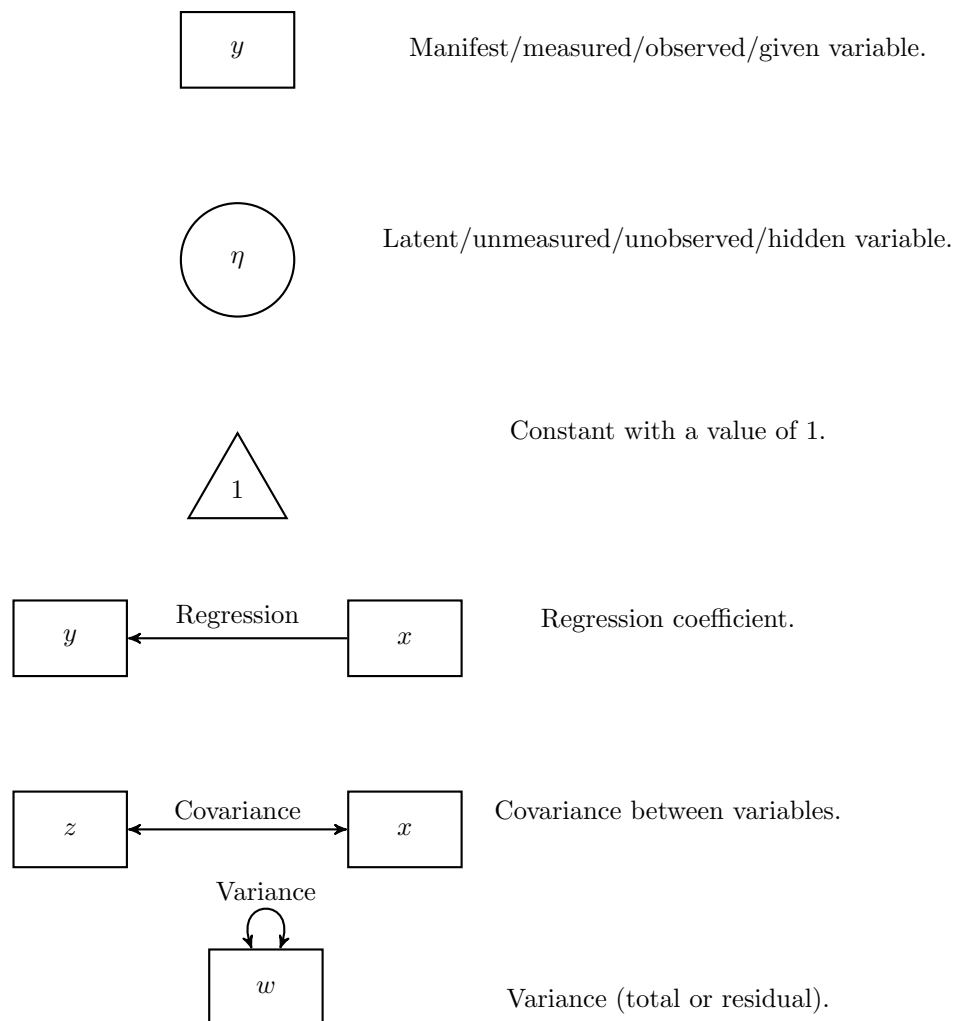 y Manifest/measured/observed/given variable.
η Latent/unmeasured/unobserved/hidden variable.
Constant with a value of 1.
1
Regression
y x Regression coefficient.
Covariance
z x Covariance between variables.
Variance
w
Variance (total or residual).